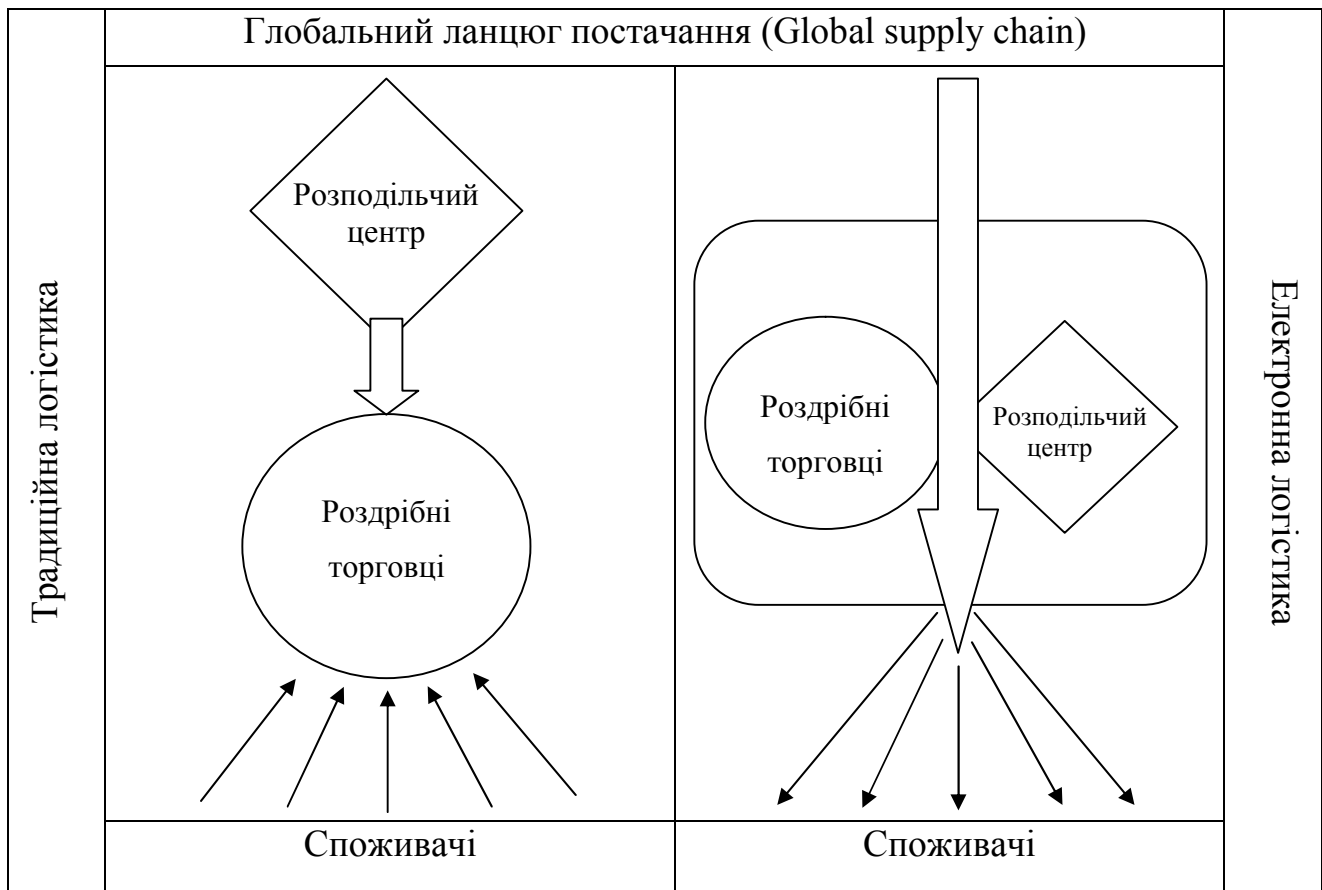 Глобальний ланцюг постачання (Global supply chain)
Традиційна логістика
Розподільчий
центр
Роздрібні
торговці
Споживачі
Роздрібні
торговці
Розподільчий
центр
Споживачі
Електронна логістика